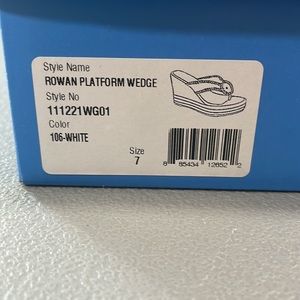 Style Name
ROWAN PLATFORM WEDGE
Style No
111221WG01
Color
106-WHITE
Size
7
8 85434 12652 2